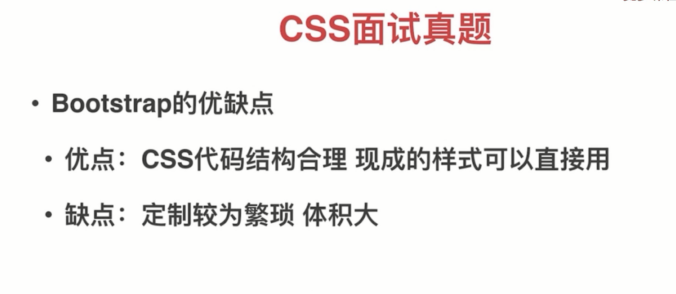 CSS面试真题
• Bootstrap的优缺点
• 优点：CSS代码结构合理 现成的样式可以直接用
• 缺点：定制较为繁琐 体积大